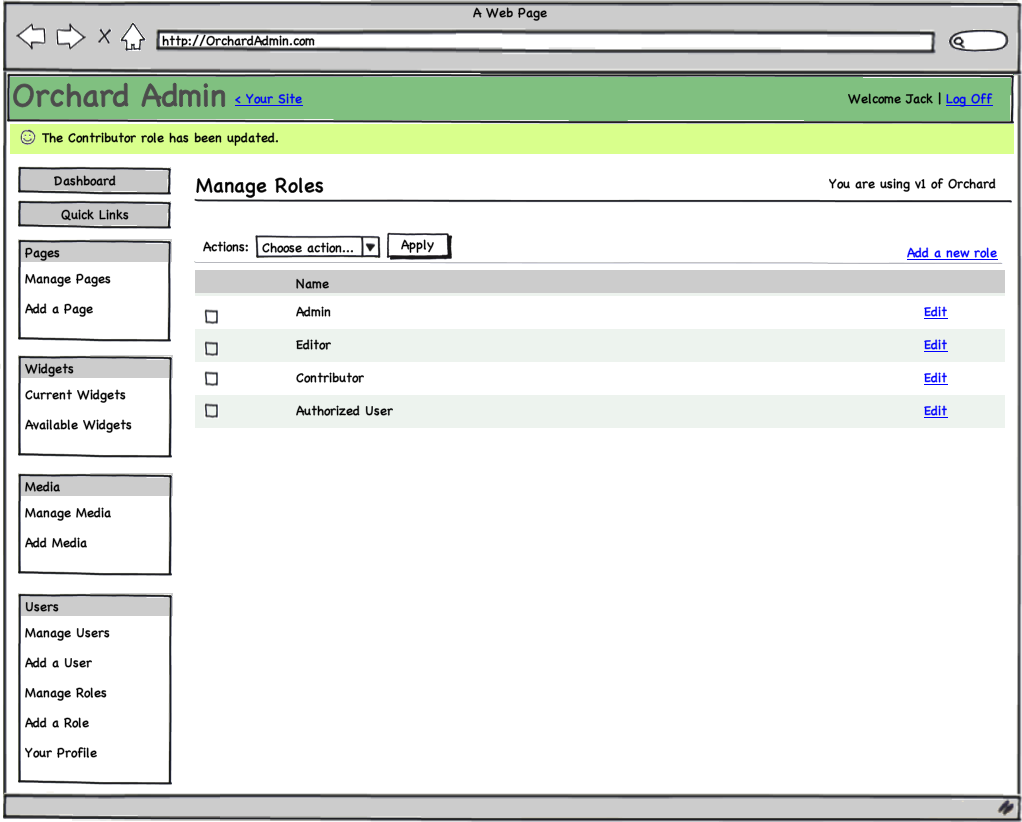 A Web Page
http://OrchardAdmin.com
Orchard Admin < Your Site Welcome Jack | Log Off
The Contributor role has been updated.
Dashboard
Quick Links
Pages
Manage Pages
Add a Page
Widgets
Current Widgets
Available Widgets
Media
Manage Media
Add Media
Users
Manage Users
Add a User
Manage Roles
Add a Role
Your Profile
Manage Roles You are using v1 of Orchard
Actions: Choose action... Apply Add a new role
Name
Admin Edit
Editor Edit
Contributor Edit
Authorized User Edit